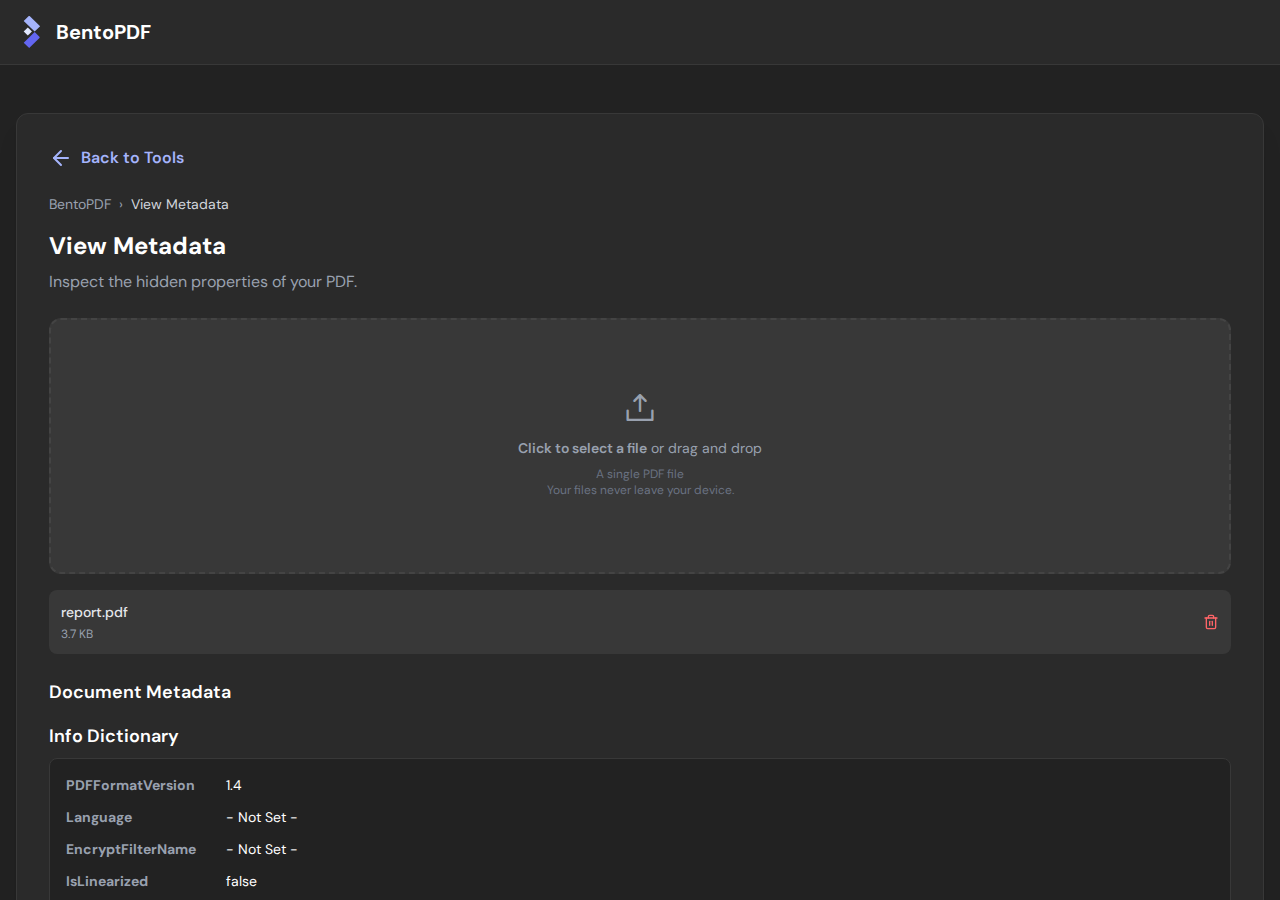 BentoPDF
Back to Tools
BentoPDF › View Metadata
View Metadata
Inspect the hidden properties of your PDF.
Click to select a file or drag and drop
A single PDF file
Your files never leave your device.
report.pdf
3.7 KB
Document Metadata
Info Dictionary
PDFFormatVersion 1.4
Language - Not Set -
EncryptFilterName - Not Set -
IsLinearized false